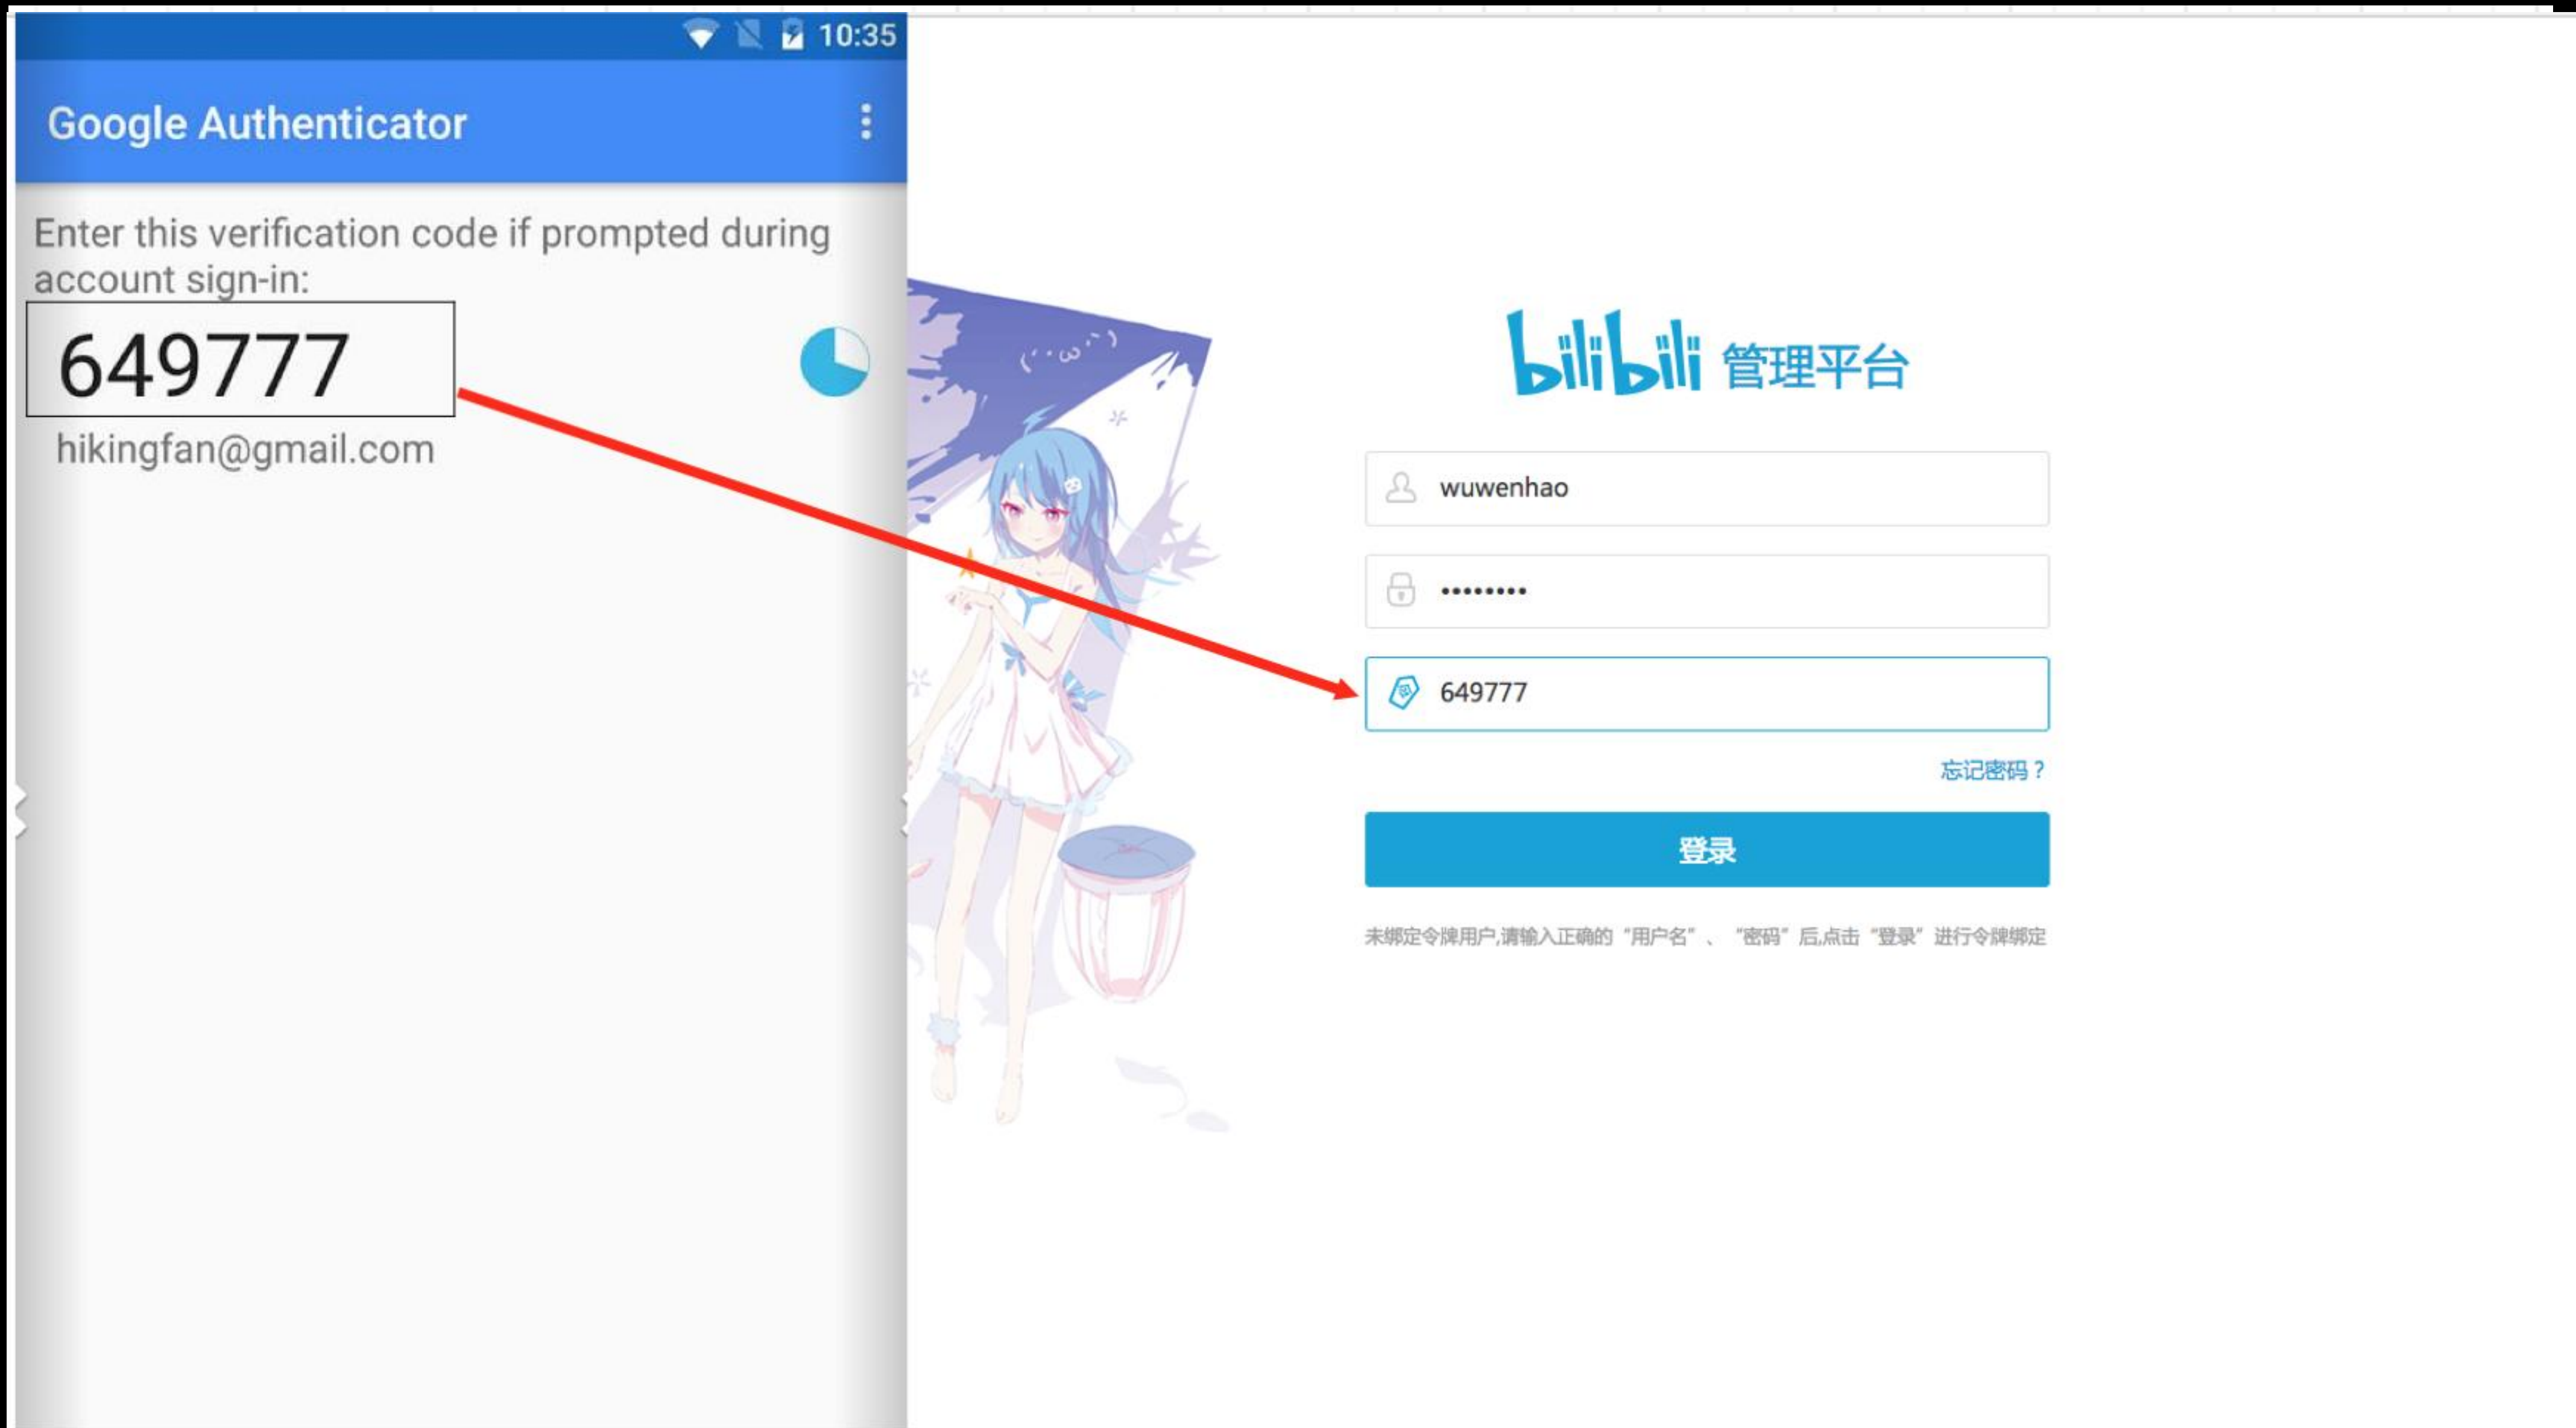 10:35
Google Authenticator
Enter this verification code if prompted during
account sign-in:
649777
hikingfan@gmail.com
(··ω··)
bilibili 管理平台
wuwenhao
••••••••
649777
忘记密码？
登录
未绑定令牌用户,请输入正确的“用户名”、“密码”后,点击“登录”进行令牌绑定